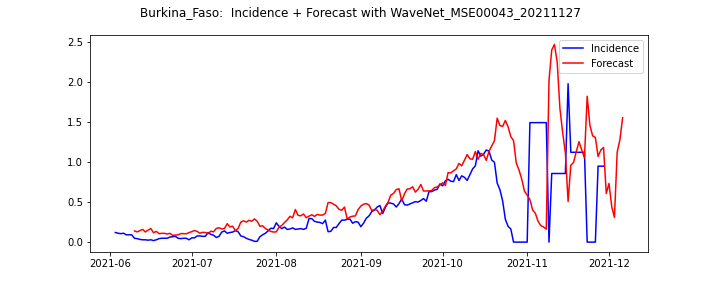 Burkina_Faso:  Incidence + Forecast with WaveNet_MSE00043_20211127
Incidence
Forecast
2.5
2.0
1.5
1.0
0.5
0.0
2021-06 2021-07 2021-08 2021-09 2021-10 2021-11 2021-12